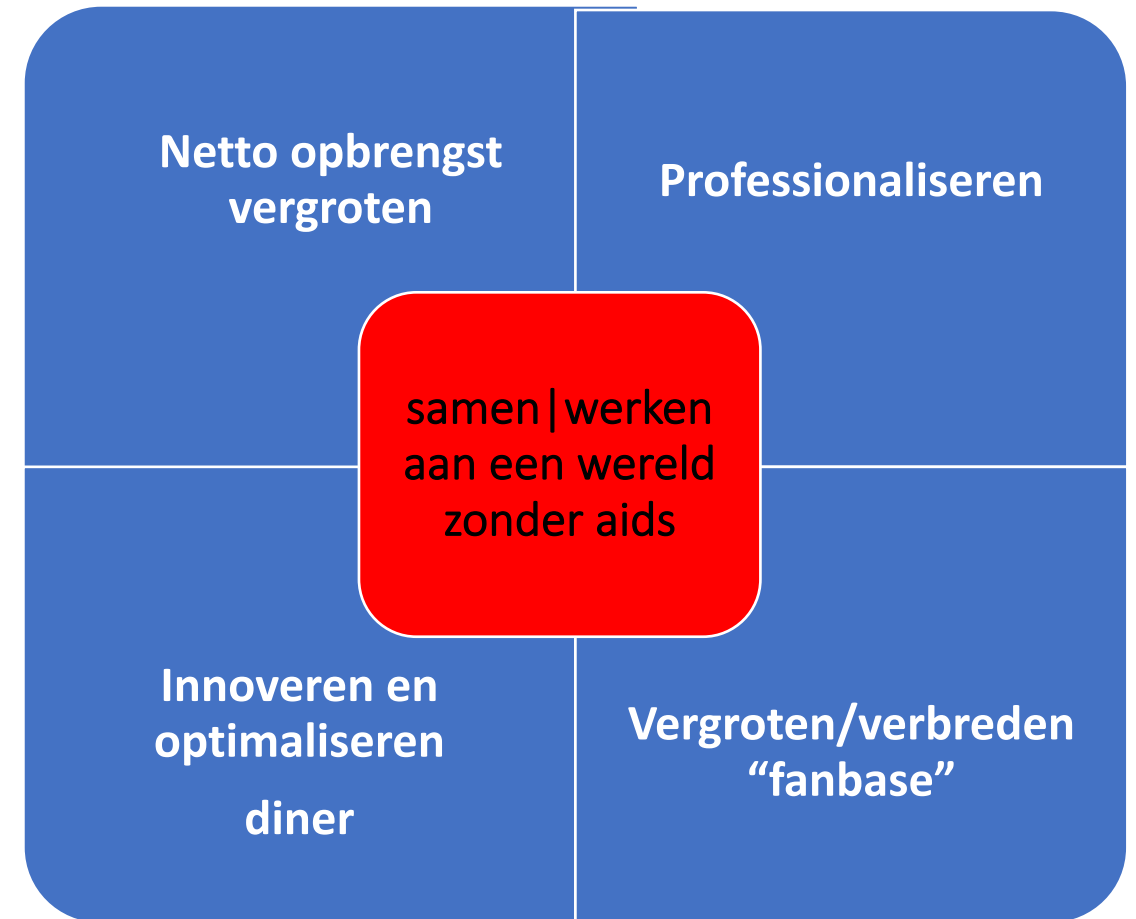 Netto opbrengst
vergroten
Professionaliseren
samen|werken
aan een wereld
zonder aids
Innoveren en
optimaliseren
diner
Vergroten/verbreden
“fanbase”